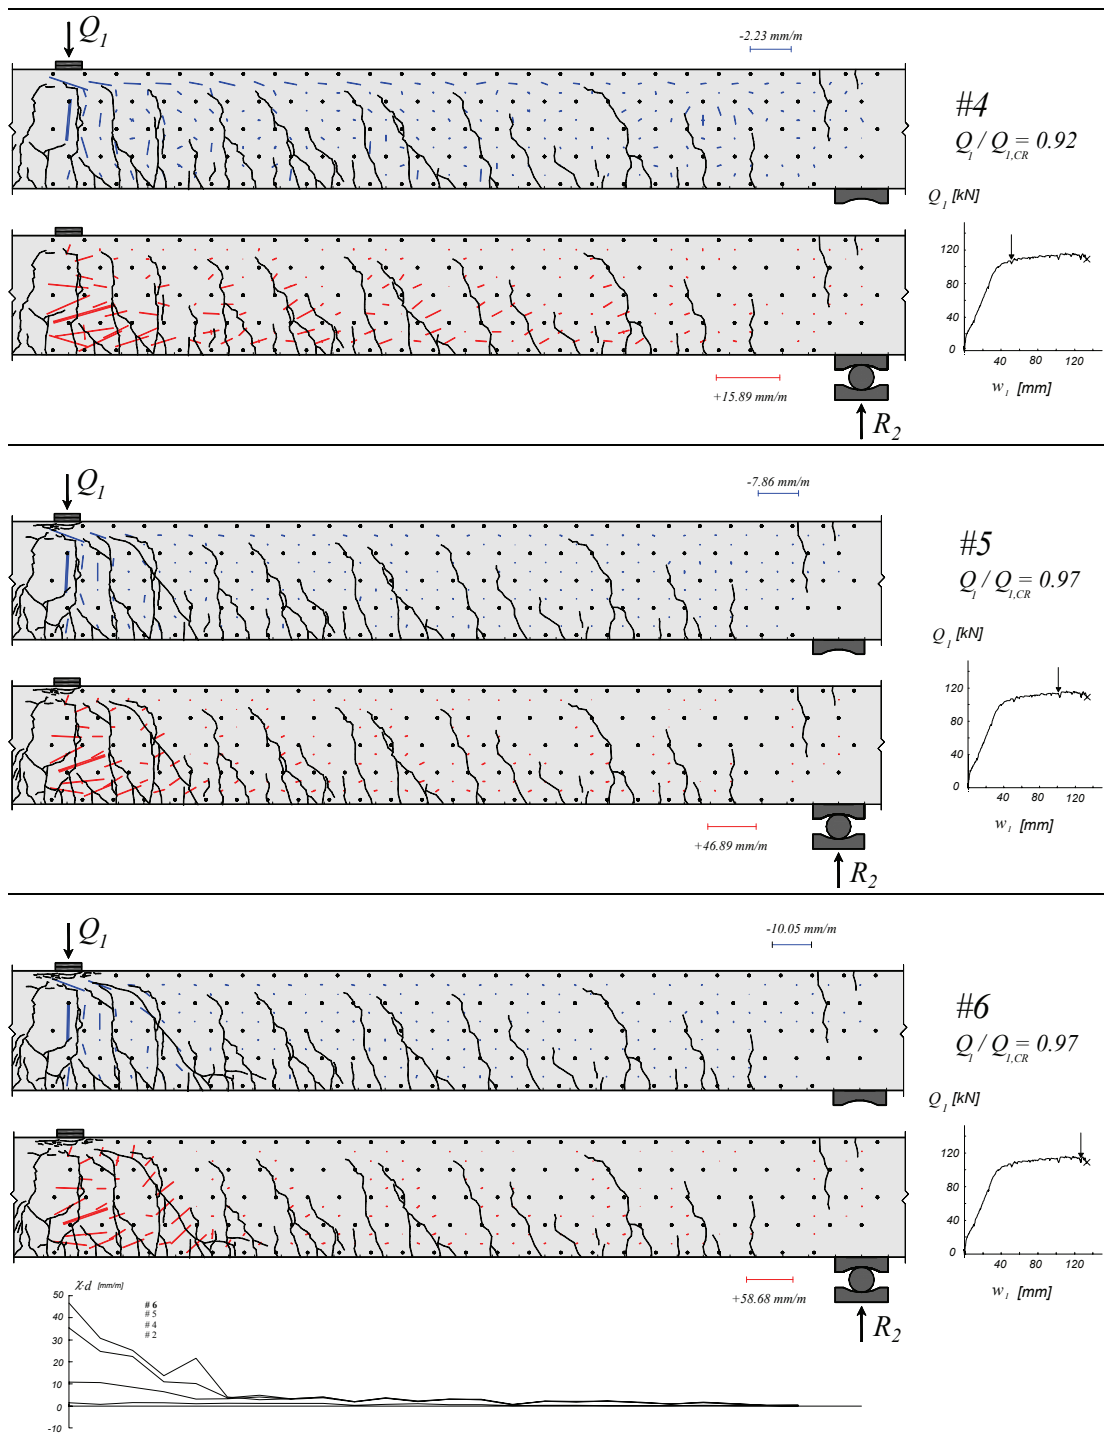 Q1
-2.23 mm/m
#4
Q1 / Q1,CR = 0.92
Q1 [kN]
120
80
40
0
40 80 120
w1 [mm]
+15.89 mm/m
R2
Q1
-7.86 mm/m
#5
Q1 / Q1,CR = 0.97
Q1 [kN]
120
80
40
0
40 80 120
w1 [mm]
+46.89 mm/m
R2
Q1
-10.05 mm/m
#6
Q1 / Q1,CR = 0.97
Q1 [kN]
120
80
40
0
40 80 120
w1 [mm]
+58.68 mm/m
R2
χ·d [mm/m]
50
40
30
20
10
0
-10
# 6
# 5
# 4
# 2